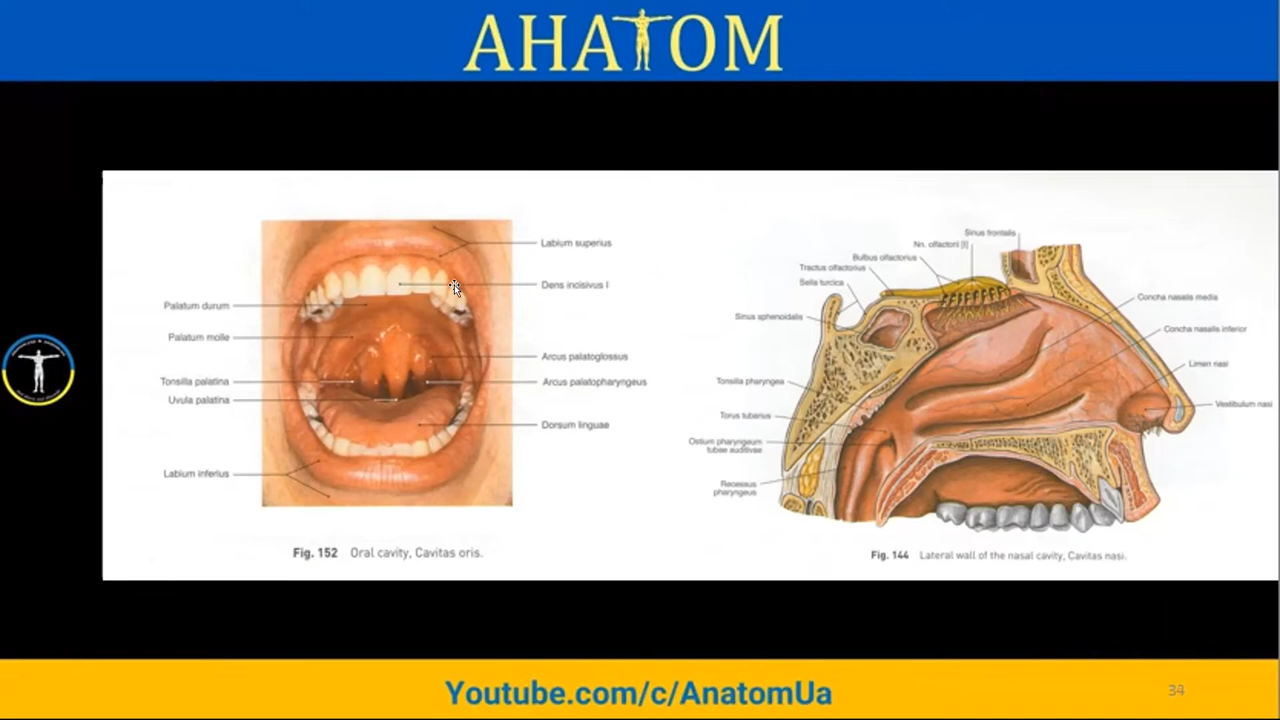 АНАТОМ
Labium superius
Dens incisivus I
Palatum durum
Palatum molle
Arcus palatoglossus
Tonsilla palatina
Arcus palatopharyngeus
Uvula palatina
Dorsum linguae
Labium inferius
Fig. 152 Oral cavity, Cavitas oris.
Sinus frontalis
Nn. olfactorii [I]
Bulbus olfactorius
Tractus olfactorius
Sella turcica
Sinus sphenoidalis
Concha nasalis media
Concha nasalis inferior
Limen nasi
Vestibulum nasi
Tonsilla pharyngea
Torus tubarius
Ostium pharyngeum
tubae auditivae
Recessus
pharyngeus
Fig. 144 Lateral wall of the nasal cavity, Cavitas nasi.
Youtube.com/c/AnatomUa
34